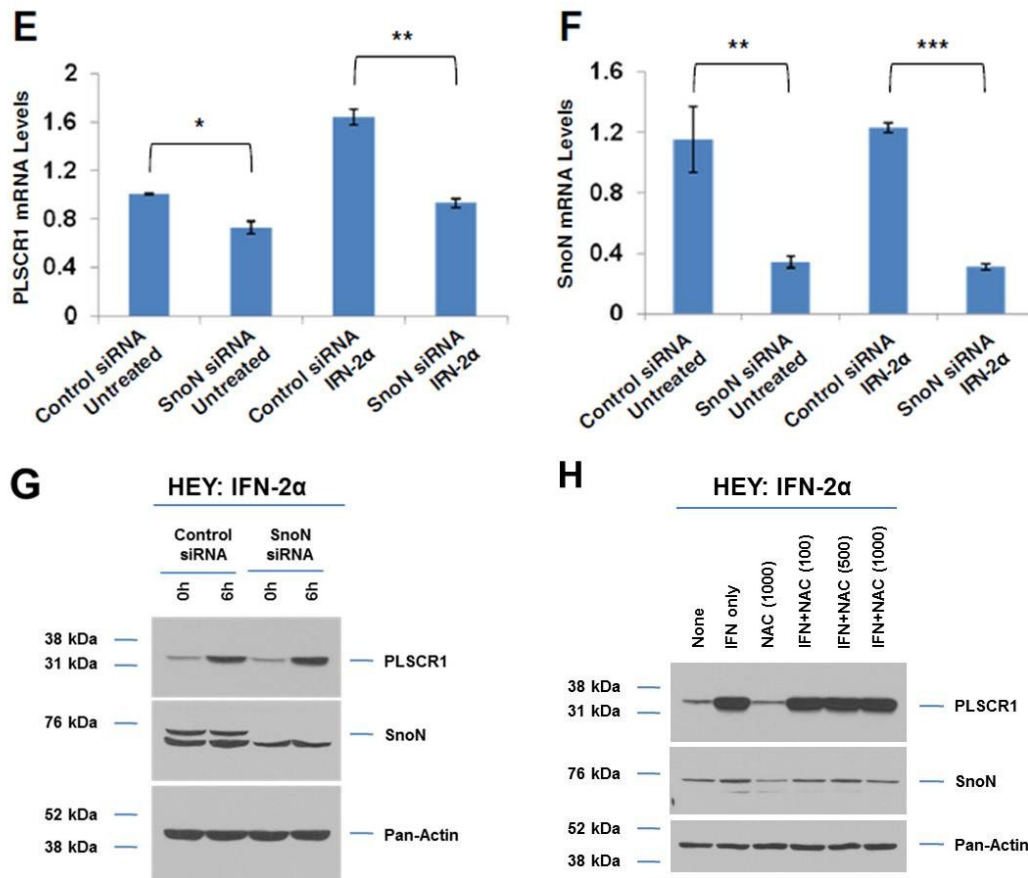 E
PLSCR1 mRNA Levels
2
1.6
1.2
0.8
0.4
0
*
**
Control siRNA
Untreated
SnoN siRNA
Untreated
Control siRNA
IFN-2α
SnoN siRNA
IFN-2α
F
SnoN mRNA Levels
1.6
1.2
0.8
0.4
0
**
***
Control siRNA
Untreated
SnoN siRNA
Untreated
Control siRNA
IFN-2α
SnoN siRNA
IFN-2α
G
HEY: IFN-2α
Control
siRNA
SnoN
siRNA
0h
6h
0h
6h
38 kDa
31 kDa
PLSCR1
76 kDa
SnoN
52 kDa
38 kDa
Pan-Actin
H
HEY: IFN-2α
None
IFN only
NAC (1000)
IFN+NAC (100)
IFN+NAC (500)
IFN+NAC (1000)
38 kDa
31 kDa
PLSCR1
76 kDa
SnoN
52 kDa
38 kDa
Pan-Actin